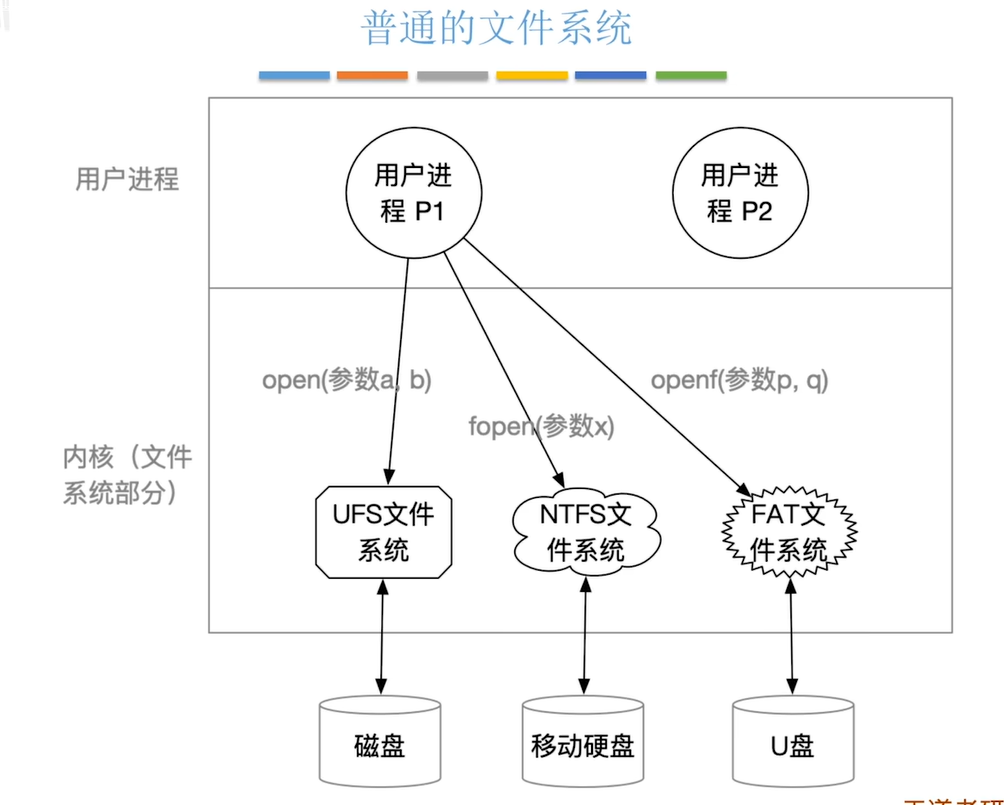 普通的文件系统
用户进程
用户进
程 P1
用户进
程 P2
open(参数a, b)
openf(参数p, q)
fopen(参数x)
内核（文件
系统部分）
UFS文件
系统
NTFS文
件系统
FAT文
件系统
磁盘
移动硬盘
U盘